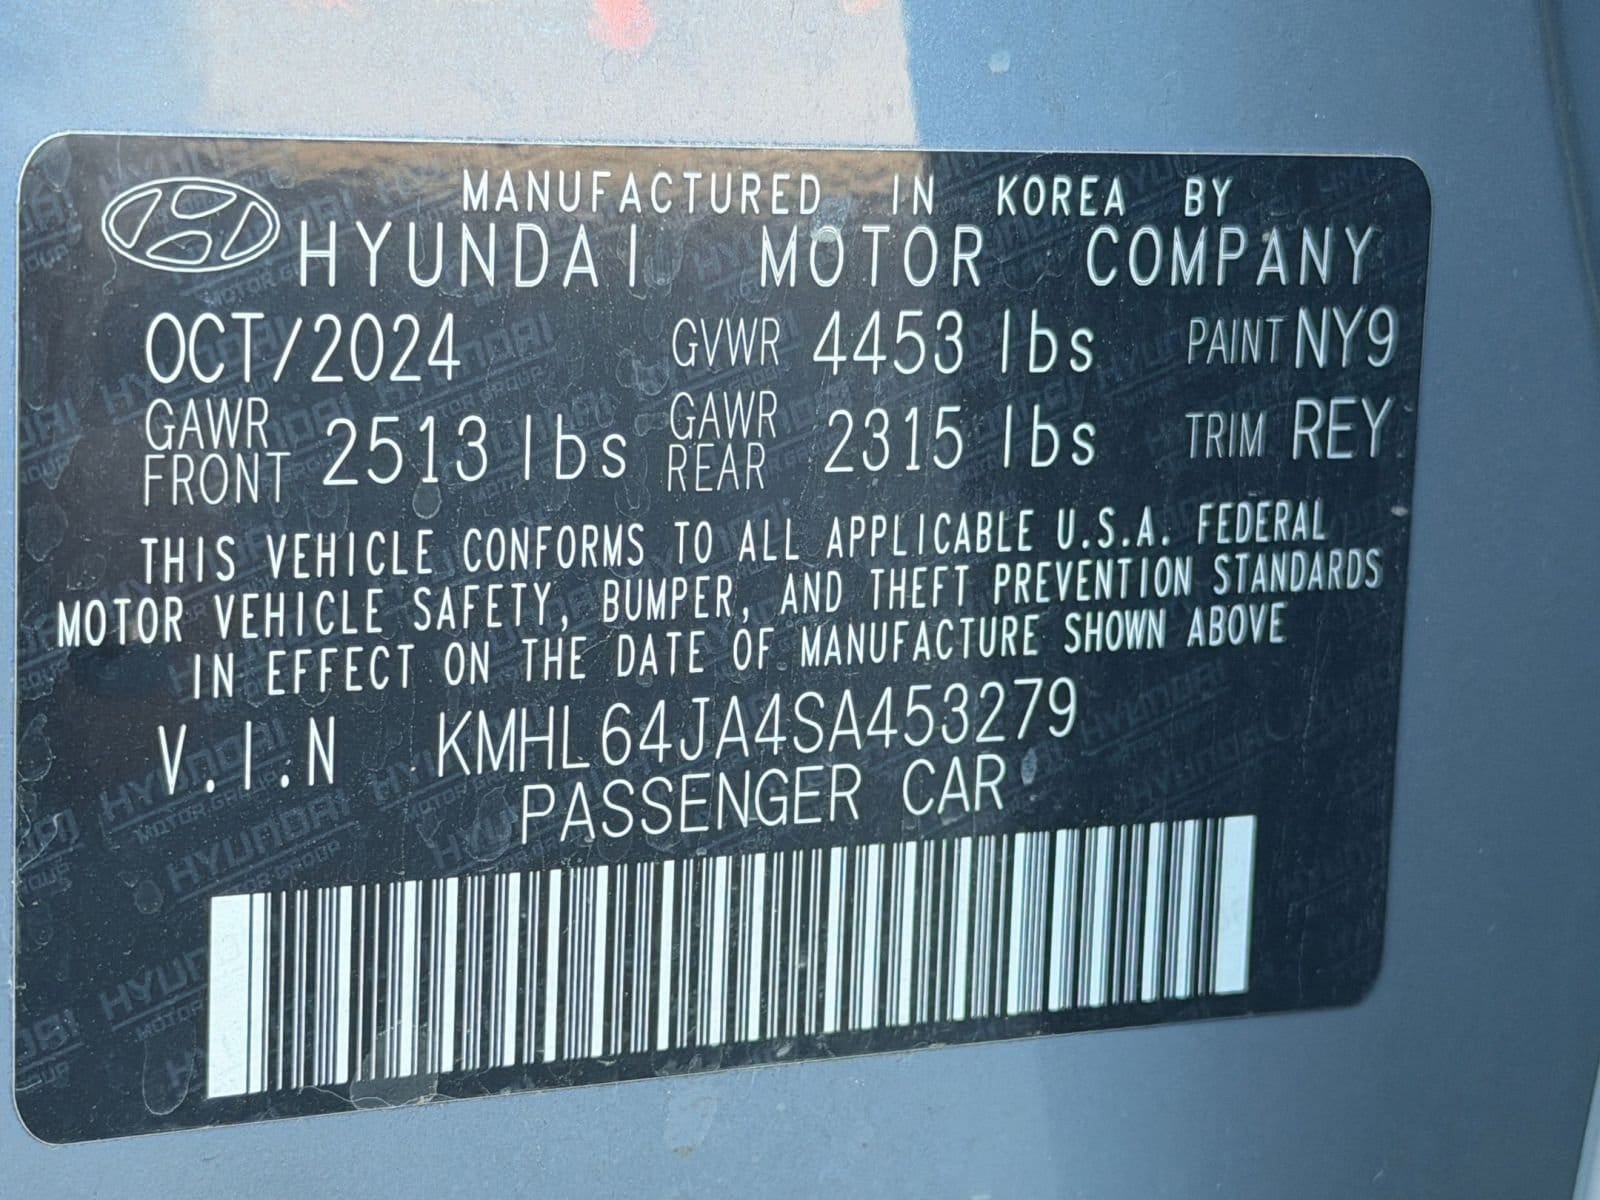 MANUFACTURED IN KOREA BY
HYUNDAI MOTOR COMPANY
OCT/2024 GVWR 4453 lbs PAINT NY9
GAWR FRONT 2513 lbs GAWR REAR 2315 lbs TRIM REY
THIS VEHICLE CONFORMS TO ALL APPLICABLE U.S.A. FEDERAL
MOTOR VEHICLE SAFETY, BUMPER, AND THEFT PREVENTION STANDARDS
IN EFFECT ON THE DATE OF MANUFACTURE SHOWN ABOVE
V.I.N KMHL64JA4SA453279
PASSENGER CAR